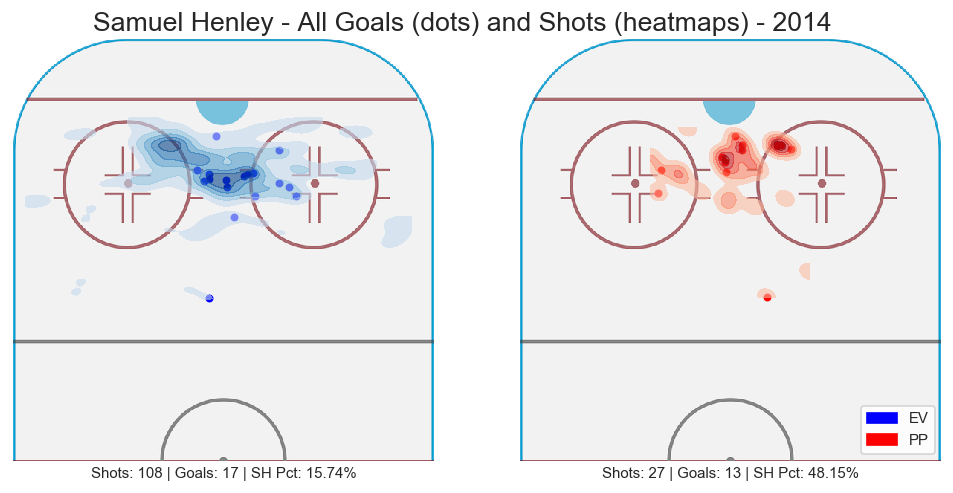 Samuel Henley - All Goals (dots) and Shots (heatmaps) - 2014
EV
PP
Shots: 108 | Goals: 17 | SH Pct: 15.74%
Shots: 27 | Goals: 13 | SH Pct: 48.15%